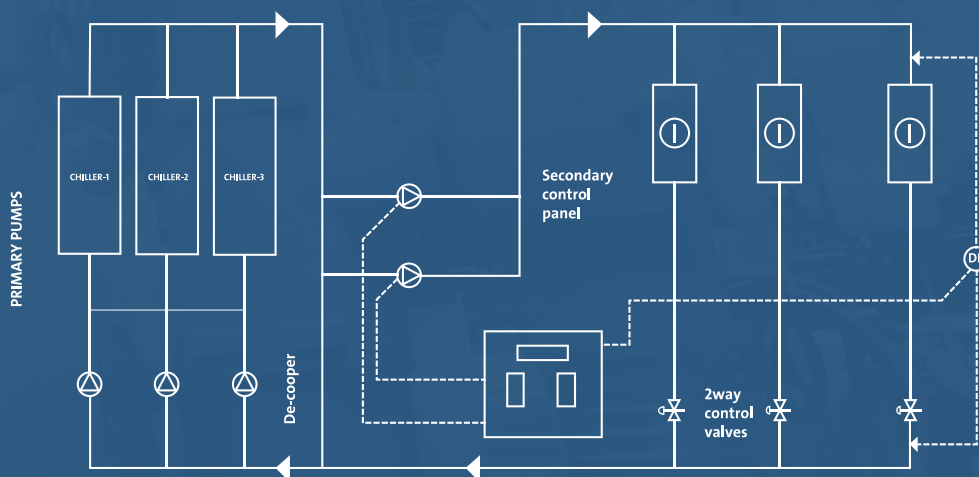 PRIMARY PUMPS
CHILLER-1
CHILLER-2
CHILLER-3
De-cooper
Secondary
control
panel
2way
control
valves